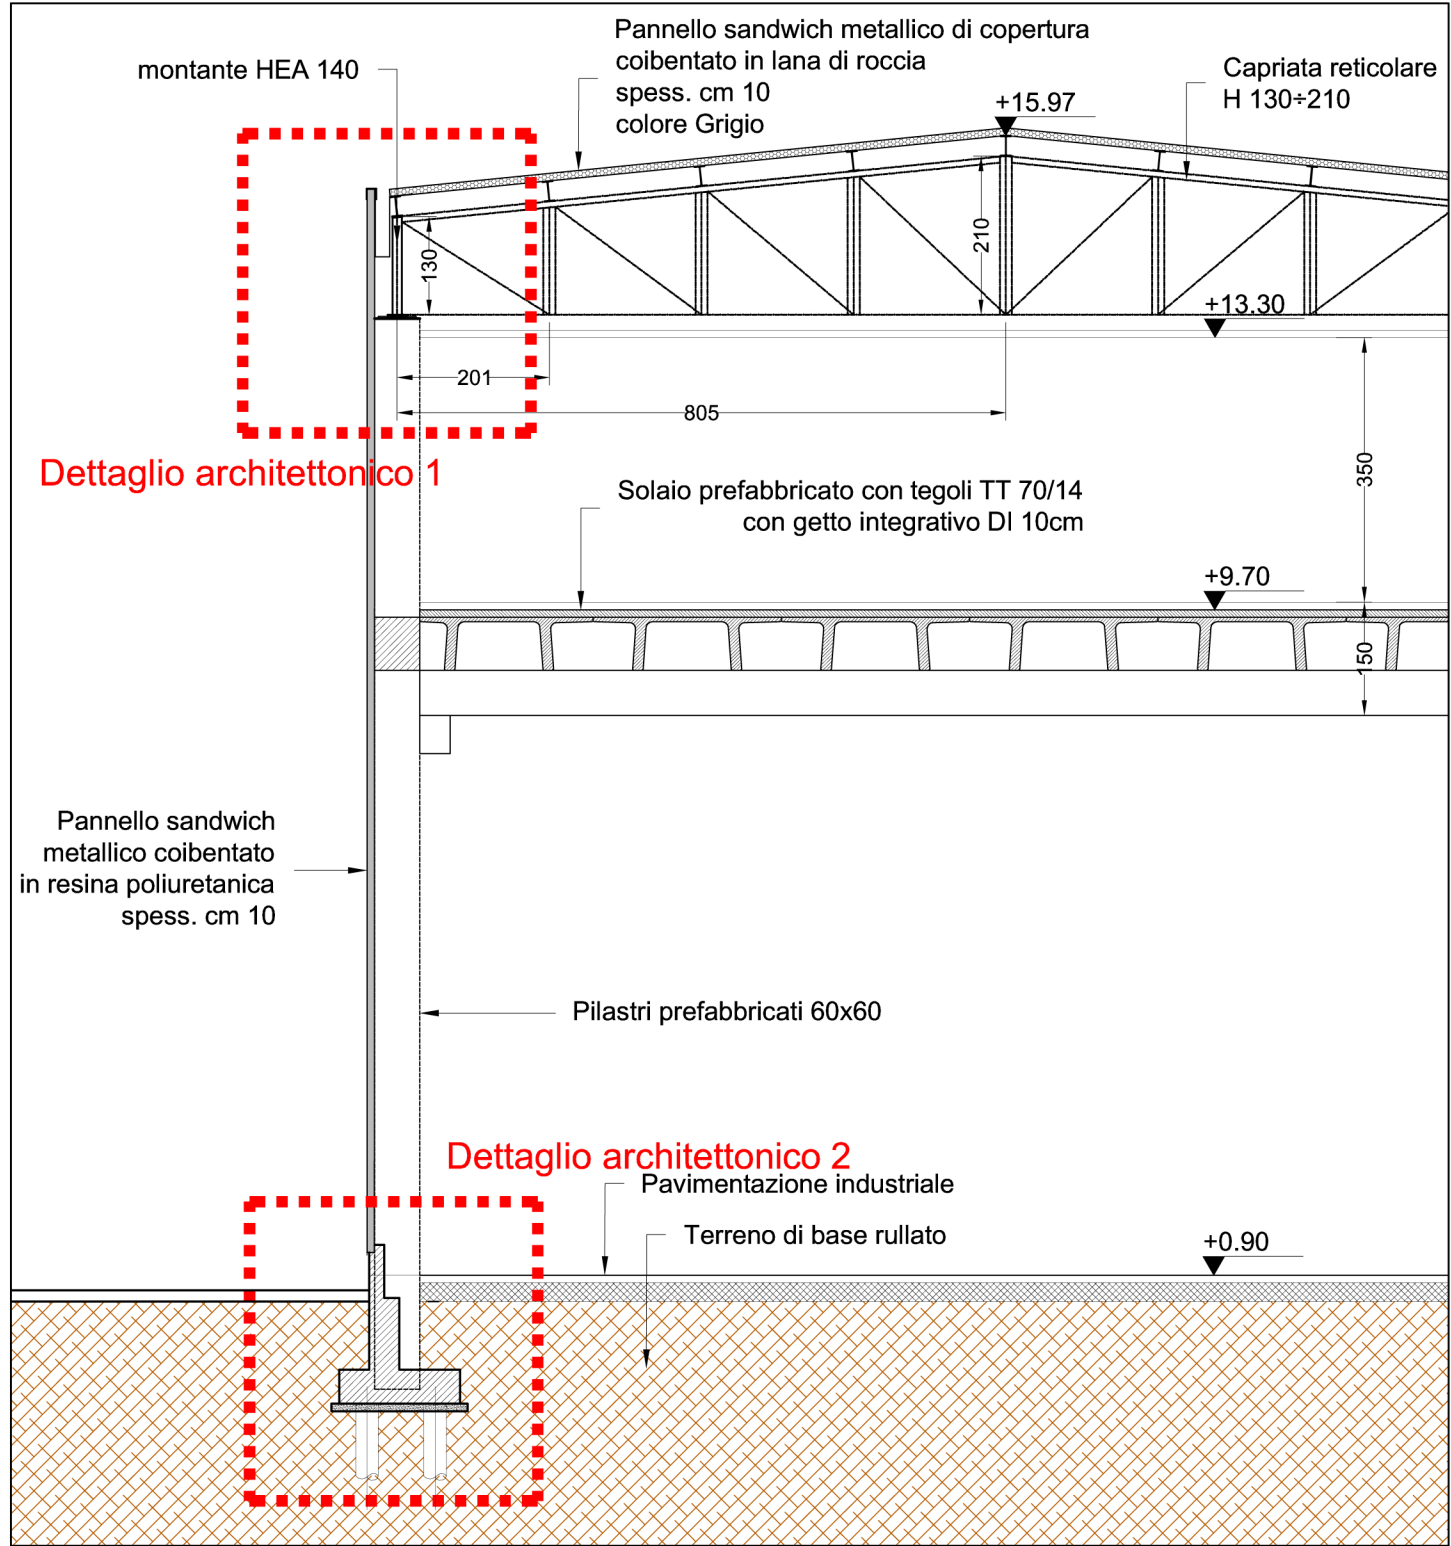 Pannello sandwich metallico di copertura
coibentato in lana di roccia
spess. cm 10
colore Grigio
montante HEA 140
Capriata reticolare
H 130÷210
+15.97
130
210
+13.30
201
805
Dettaglio architettonico 1
350
Solaio prefabbricato con tegoli TT 70/14
con getto integrativo DI 10cm
+9.70
150
Pannello sandwich
metallico coibentato
in resina poliuretanica
spess. cm 10
Pilastri prefabbricati 60x60
Dettaglio architettonico 2
Pavimentazione industriale
Terreno di base rullato
+0.90